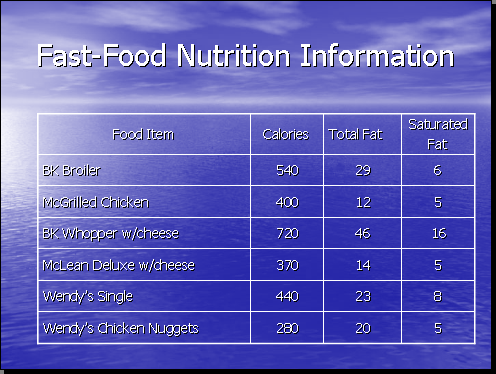 Fast-Food Nutrition Information
Food Item Calories Total Fat Saturated Fat
BK Broiler 540 29 6
McGrilled Chicken 400 12 5
BK Whopper w/cheese 720 46 16
McLean Deluxe w/cheese 370 14 5
Wendy's Single 440 23 8
Wendy's Chicken Nuggets 280 20 5